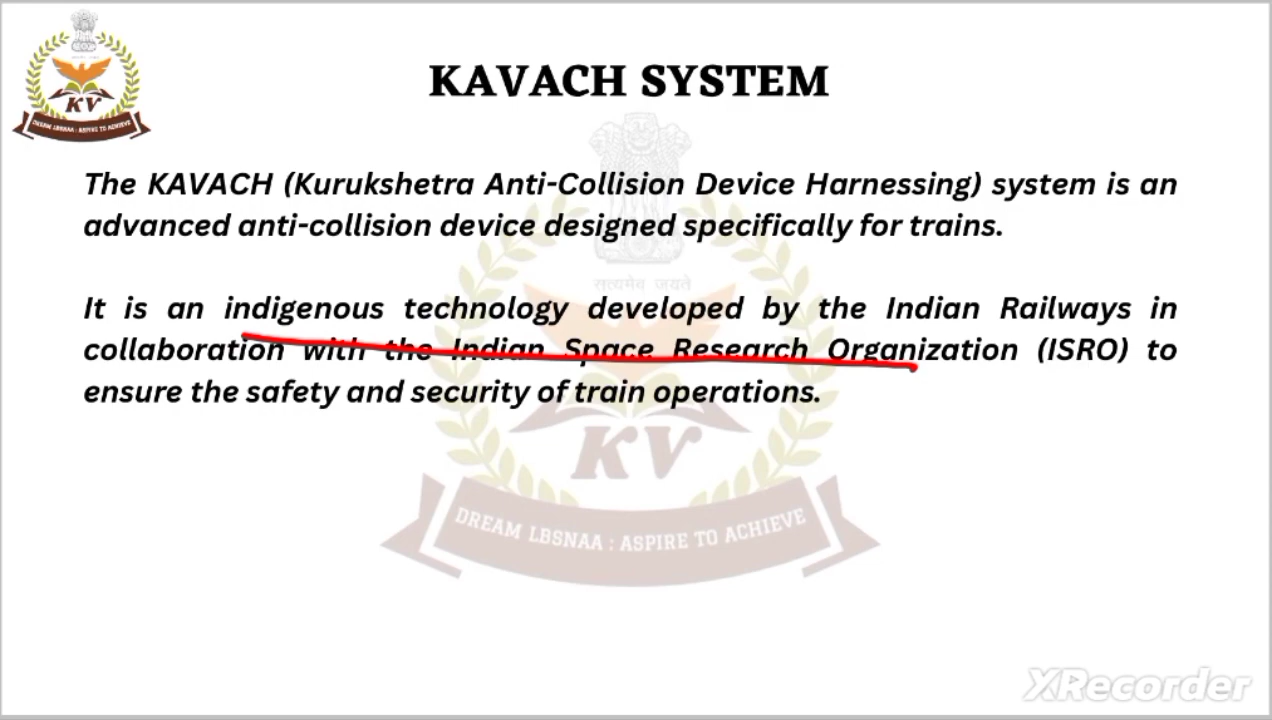 KV
DREAM LBSNAA : ASPIRE TO ACHIEVE
KAVACH SYSTEM
The KAVACH (Kurukshetra Anti-Collision Device Harnessing) system is an
advanced anti-collision device designed specifically for trains.
सत्यमेव जयते
It is an indigenous technology developed by the Indian Railways in
collaboration with the Indian Space Research Organization (ISRO) to
ensure the safety and security of train operations.
KV
DREAM LBSNAA : ASPIRE TO ACHIEVE
XRecorder